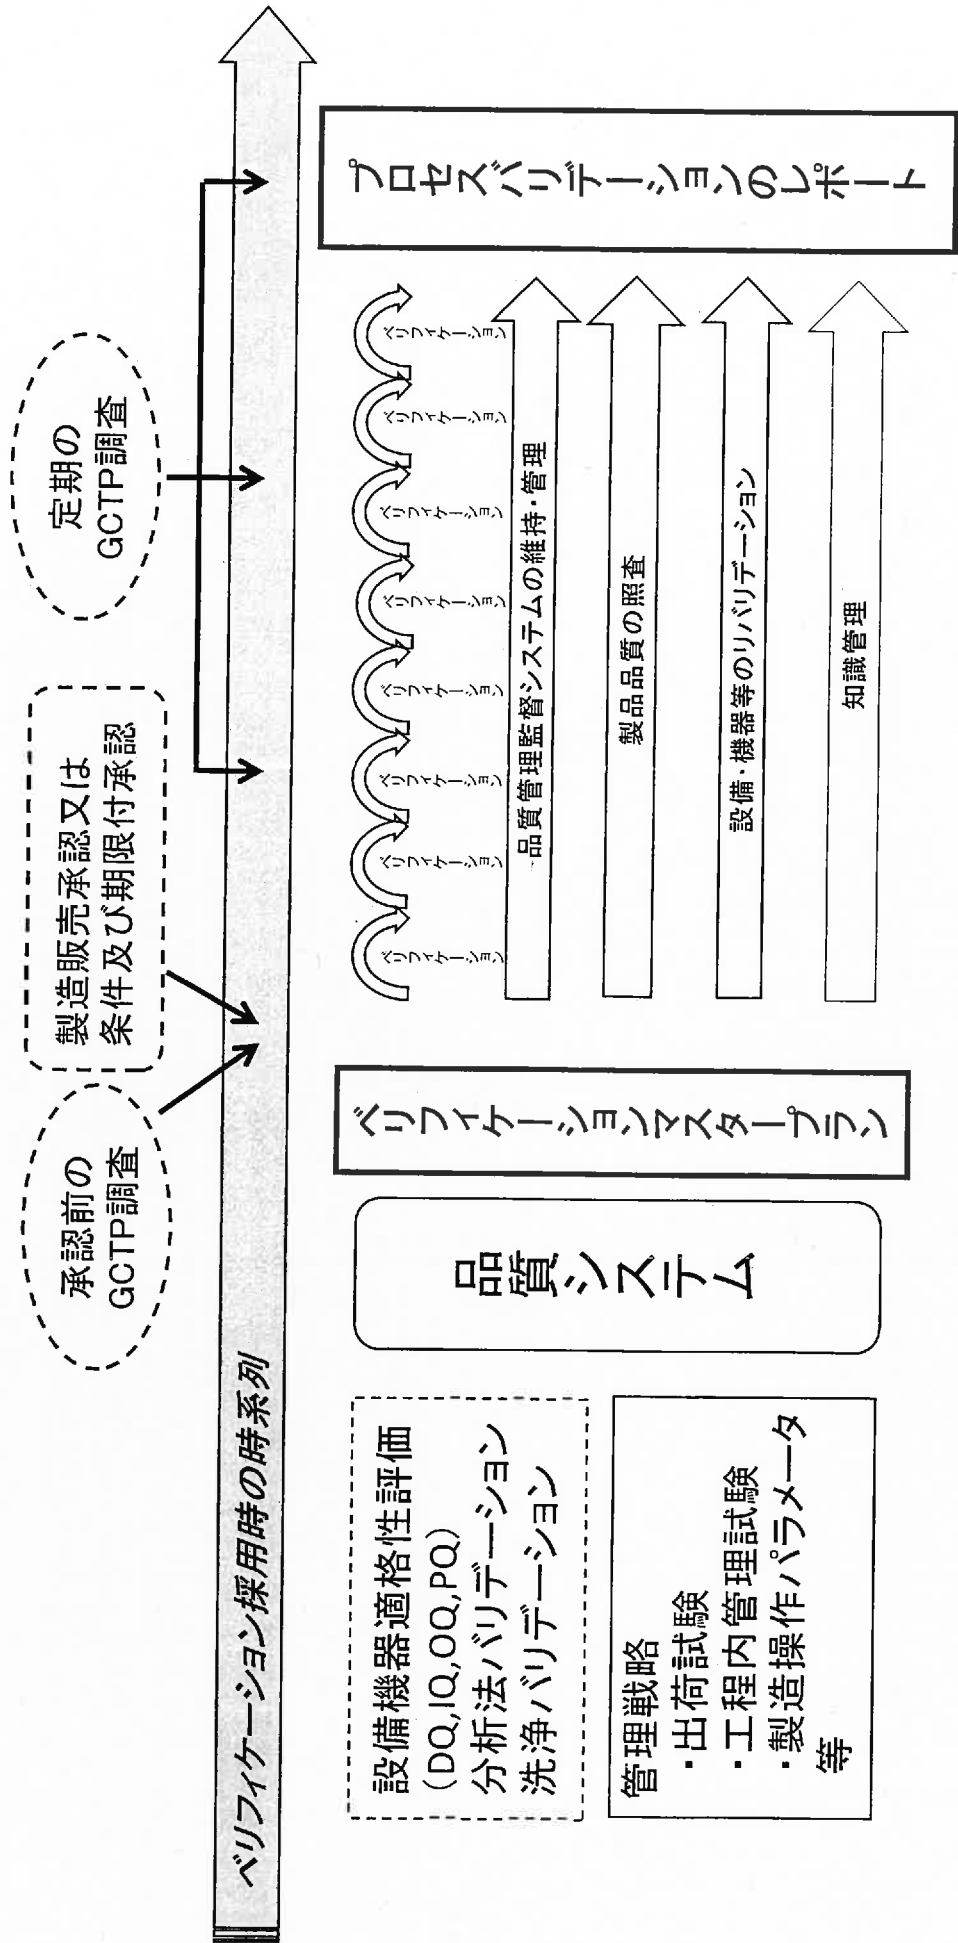 承認前の
GCTP調査
製造販売承認又は
条件及び期限付承認
定期の
GCTP調査
ベリフィケーション採用時の時系列
設備機器適格性評価
(DQ,IQ,OQ,PQ)
分析法バリデーション
洗浄バリデーション
管理戦略
・出荷試験
・工程内管理試験
・製造操作パラメータ
等
品質システム
ベリフィケーションマスタープラン
ベリフィケーション
ベリフィケーション
ベリフィケーション
ベリフィケーション
ベリフィケーション
ベリフィケーション
ベリフィケーション
ベリフィケーション
品質管理監督システムの維持・管理
製品品質の照査
設備・機器等のリバリデーション
知識管理
プロセスバリデーションのレポート